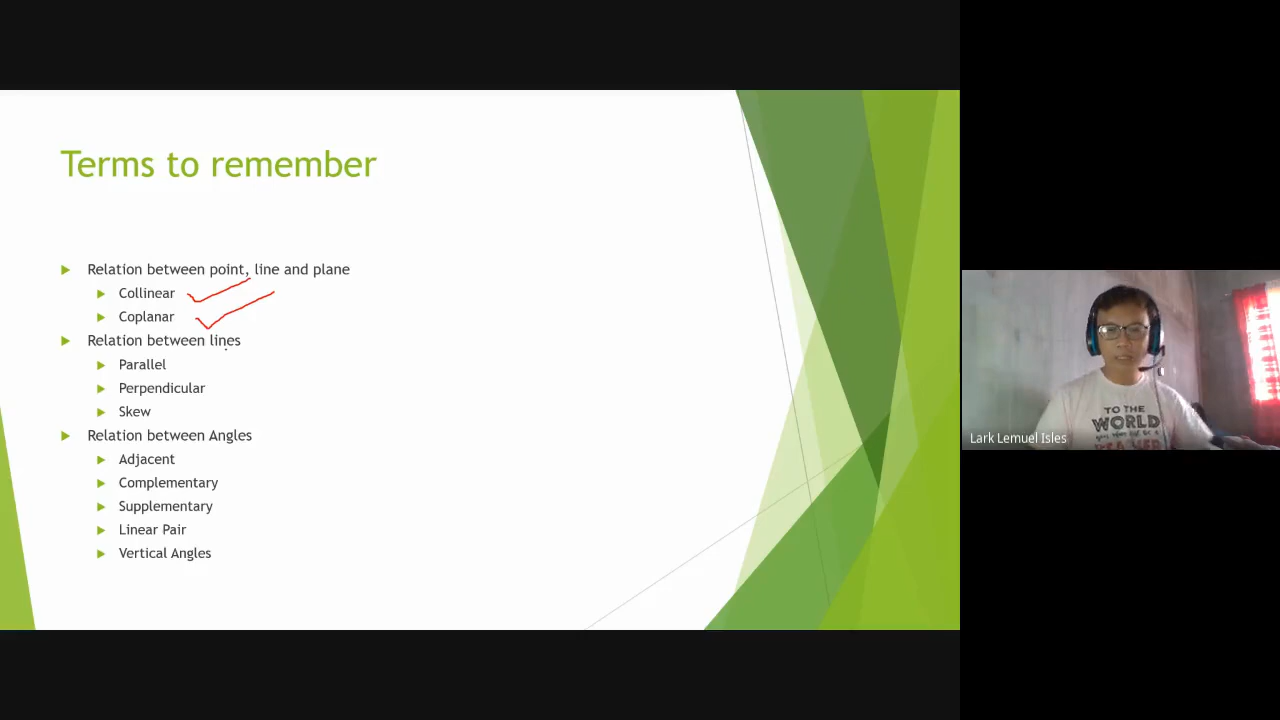 Terms to remember
Relation between point, line and plane
Collinear
Coplanar
Relation between lines
Parallel
Perpendicular
Skew
Relation between Angles
Adjacent
Complementary
Supplementary
Linear Pair
Vertical Angles
TO THE
WORLD
Lark Lemuel Isles